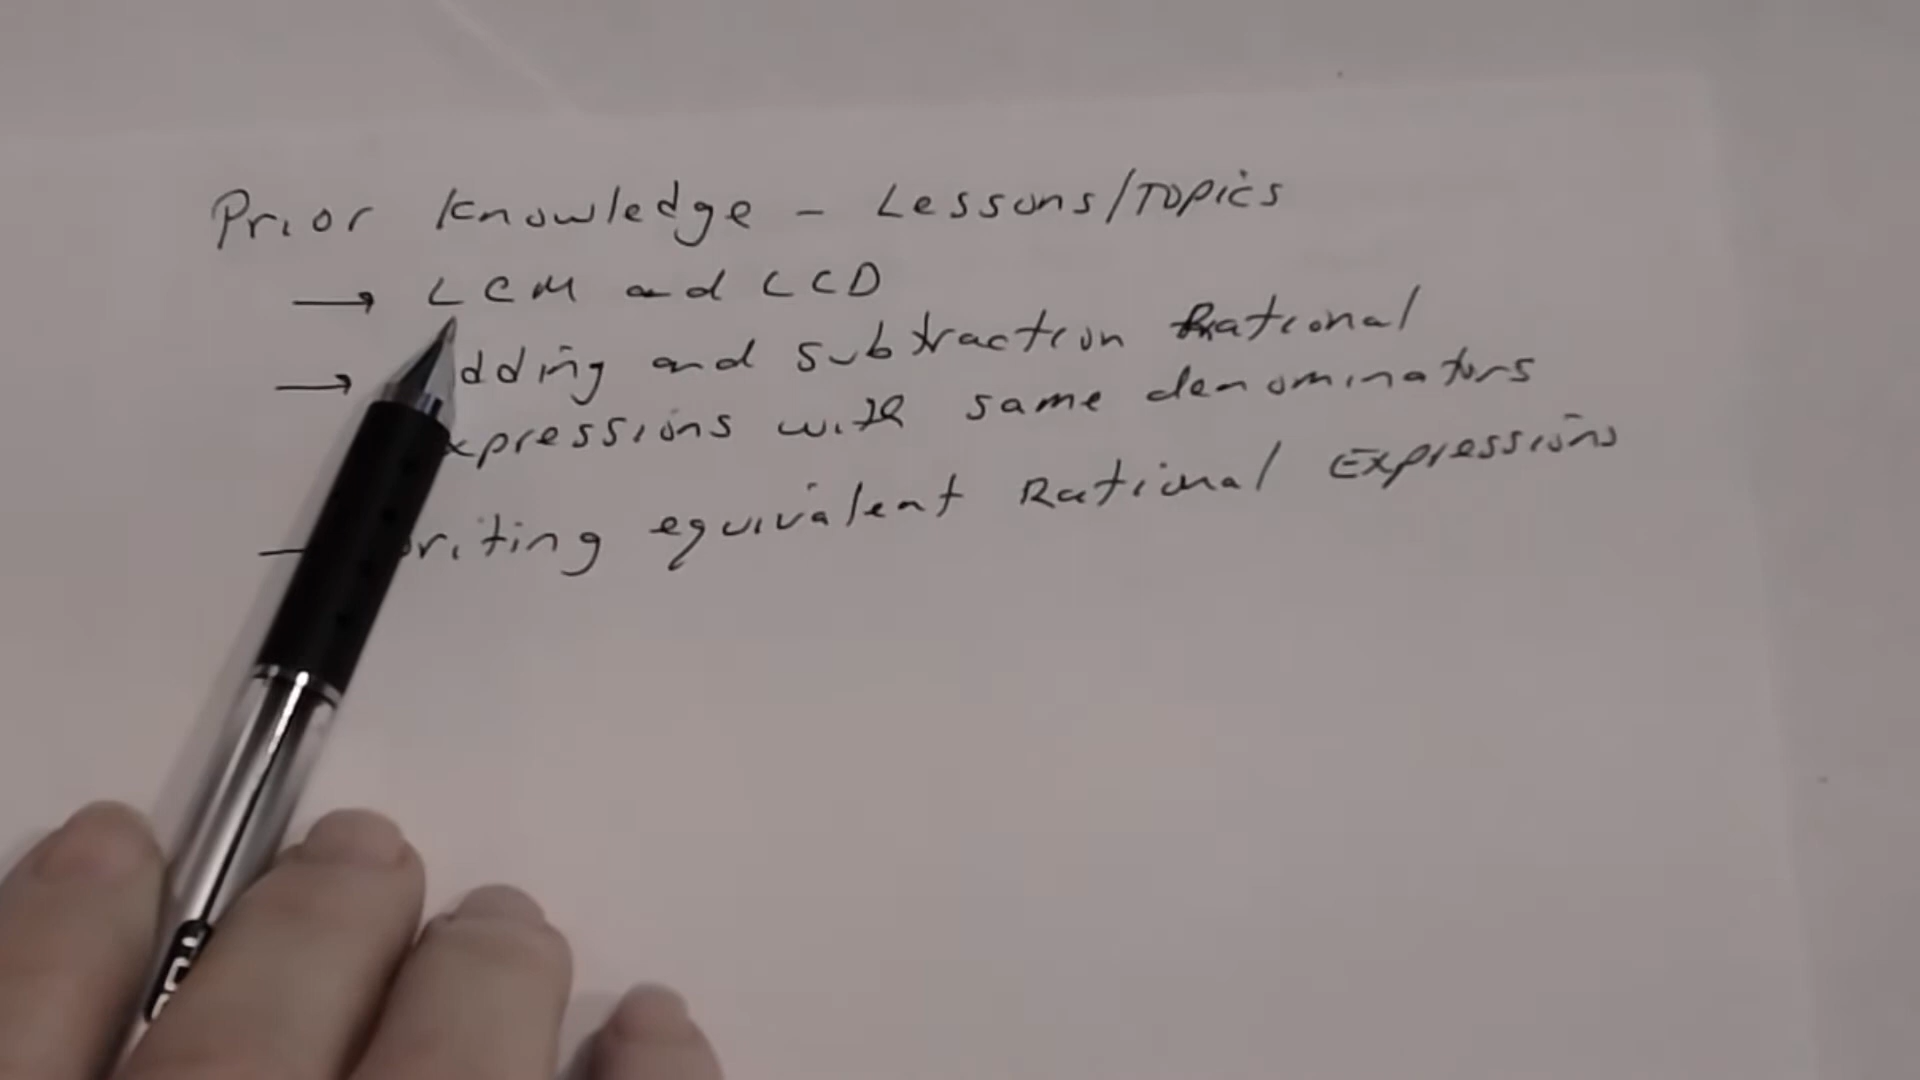 Prior Knowledge - Lessons/Topics
→ LCM and LCD
→ dding and subtraction Rational
xpressions with same denominators
— riting equivalent Rational Expressions